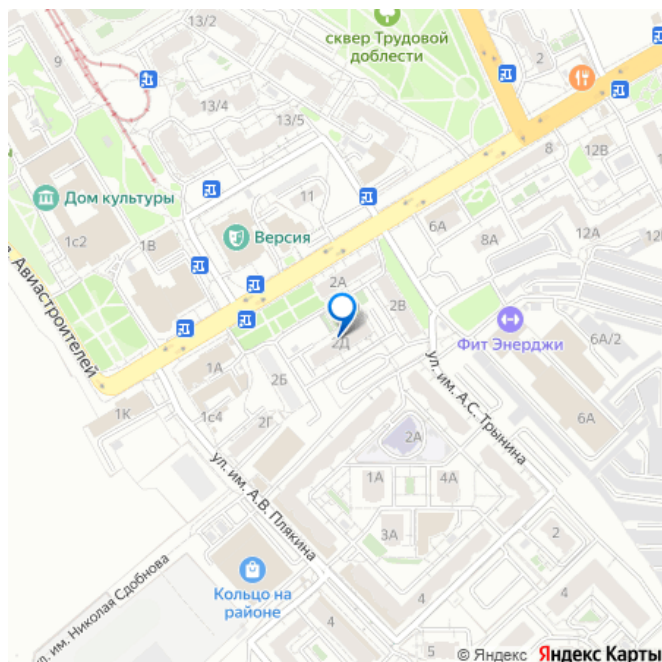 13/2
сквер Трудовой
доблести
9
2
13/4
13/5
8
12В
11
Дом культуры
1с2
1В
Версия
6А
8А
12А
ул. Авиастроителей
2А
2В
6А/2
2Д
Фит Энерджи
1А
2Б
1К
1с4
2Г
ул. им. А.С. Трынина
6А
2А
ул. им. А.В. Плякина
1А
4А
3А
2
Кольцо на
районе
4
4
ул. им. Николая Сдобнова
5
© Яндекс Яндекс Карты